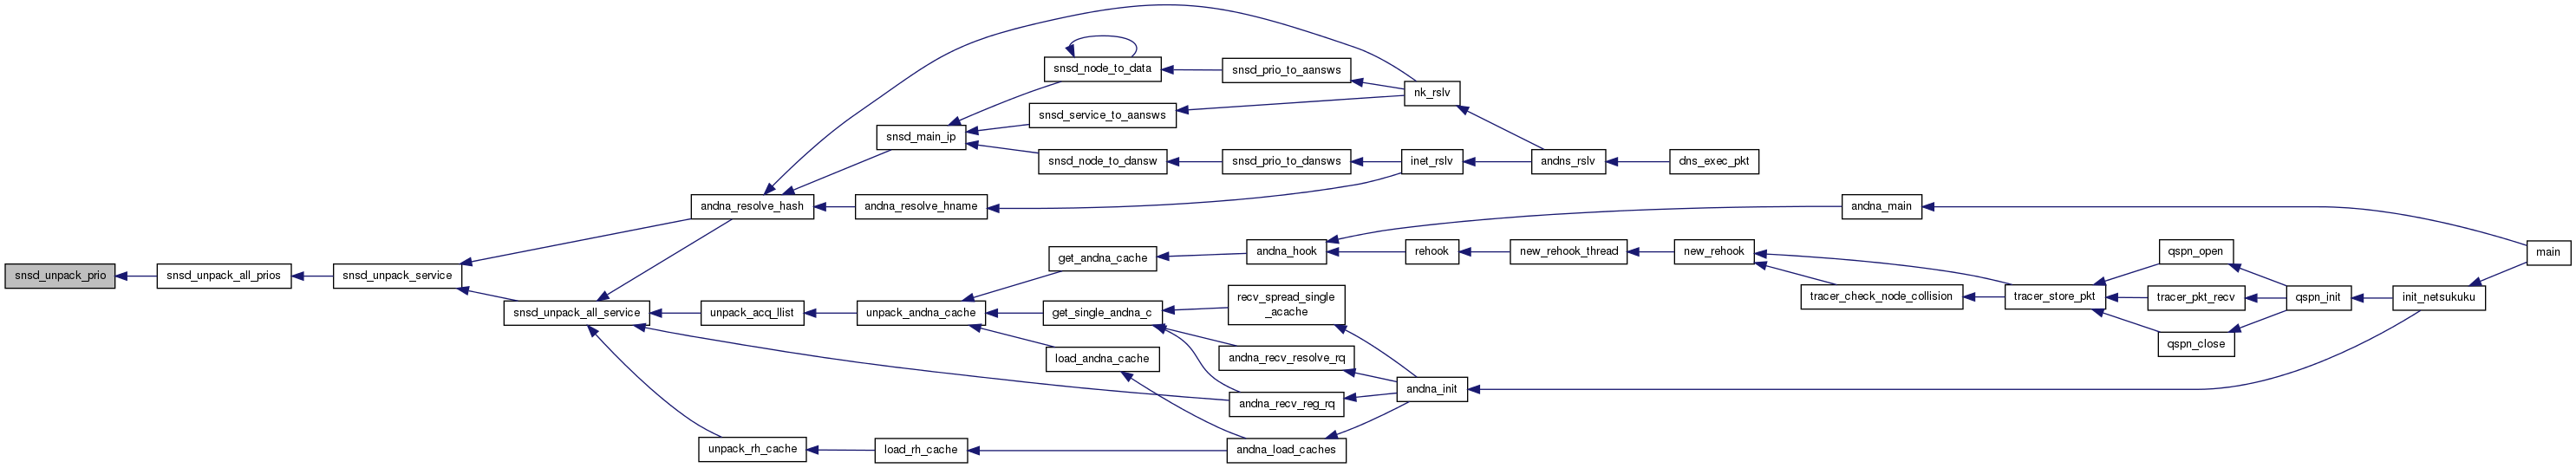 snsd_unpack_prio
snsd_unpack_all_prios
snsd_unpack_service
snsd_unpack_all_service
andna_resolve_hash
unpack_acq_llist
unpack_rh_cache
snsd_main_ip
andna_resolve_hname
unpack_andna_cache
load_rh_cache
snsd_node_to_data
snsd_service_to_aansws
snsd_node_to_dansw
get_andna_cache
get_single_andna_c
load_andna_cache
snsd_prio_to_aansws
snsd_prio_to_dansws
andna_hook
recv_spread_single
_acache
andna_recv_resolve_rq
andna_recv_reg_rq
andna_load_caches
nk_rslv
inet_rslv
rehook
andna_init
andns_rslv
new_rehook_thread
dns_exec_pkt
new_rehook
andna_main
tracer_check_node_collision
tracer_store_pkt
qspn_open
tracer_pkt_recv
qspn_close
qspn_init
init_netsukuku
main